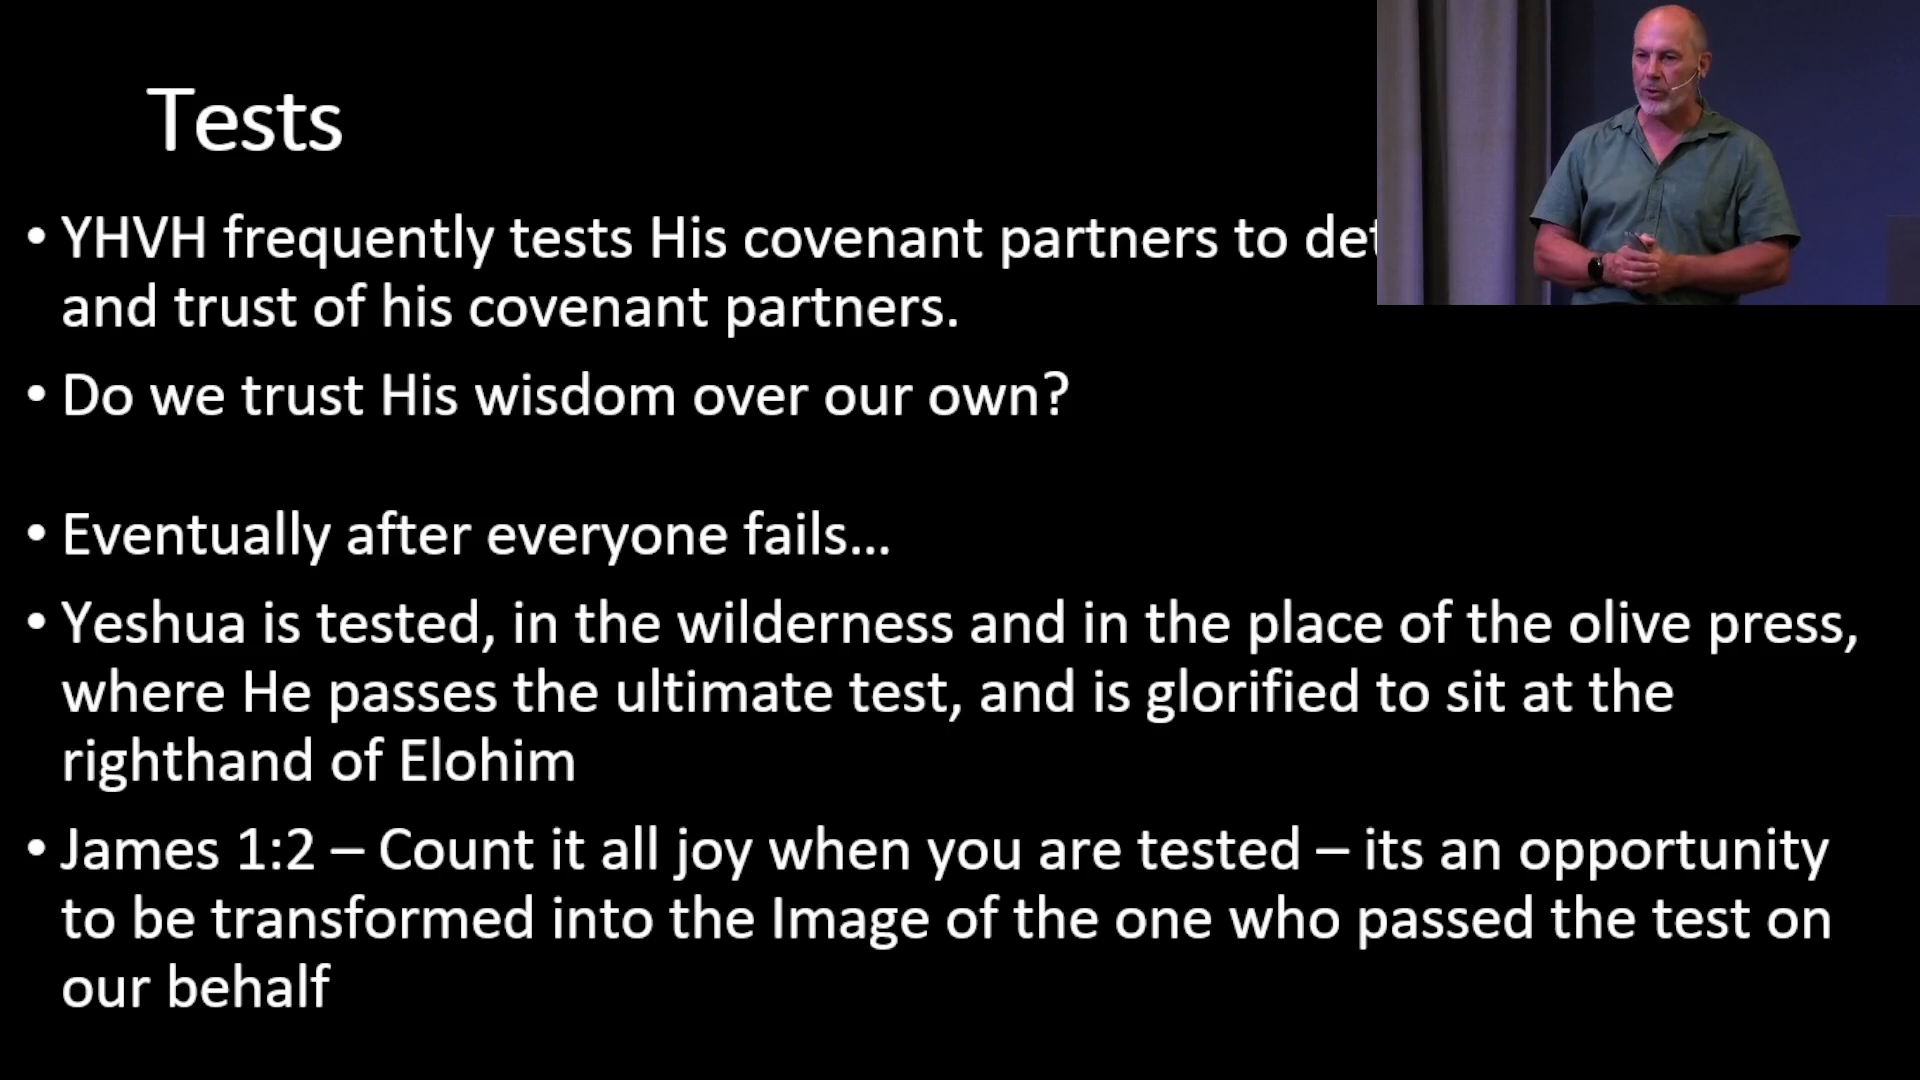 Tests
• YHVH frequently tests His covenant partners to
and trust of his covenant partners.
• Do we trust His wisdom over our own?
• Eventually after everyone fails...
• Yeshua is tested, in the wilderness and in the place of the olive press,
where He passes the ultimate test, and is glorified to sit at the
righthand of Elohim
• James 1:2 – Count it all joy when you are tested – its an opportunity
to be transformed into the Image of the one who passed the test on
our behalf